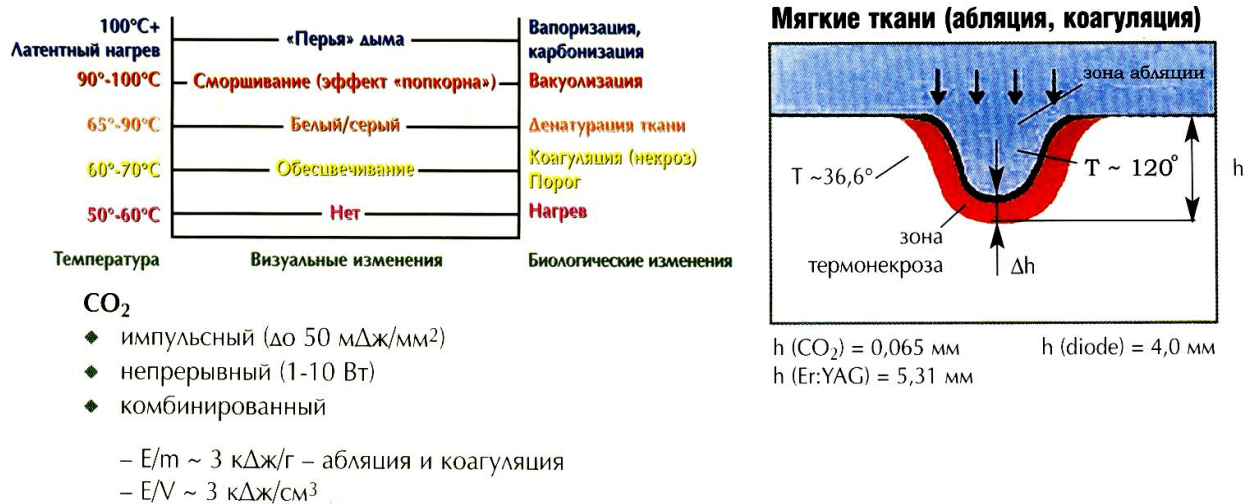 100°C+
Латентный нагрев
«Перья» дыма
Вапоризация,
карбонизация
90°-100°C
Сморшивание (эффект «попкорна»)
Вакуолизация
65°-90°C
Белый/серый
Денатурация ткани
60°-70°C
Обесцвечивание
Коагуляция (некроз)
Порог
50°-60°C
Нет
Нагрев
Температура
Визуальные изменения
Биологические изменения
CO₂
◆ импульсный (до 50 мДж/мм²)
◆ непрерывный (1-10 Вт)
◆ комбинированный
– E/m ~ 3 кДж/г – абляция и коагуляция
– E/V ~ 3 кДж/см³
Мягкие ткани (абляция, коагуляция)
зона абляции
T ~36,6°
T ~ 120°
h
зона
термонекроза
Δh
h (CO₂) = 0,065 мм
h (diode) = 4,0 мм
h (Er:YAG) = 5,31 мм